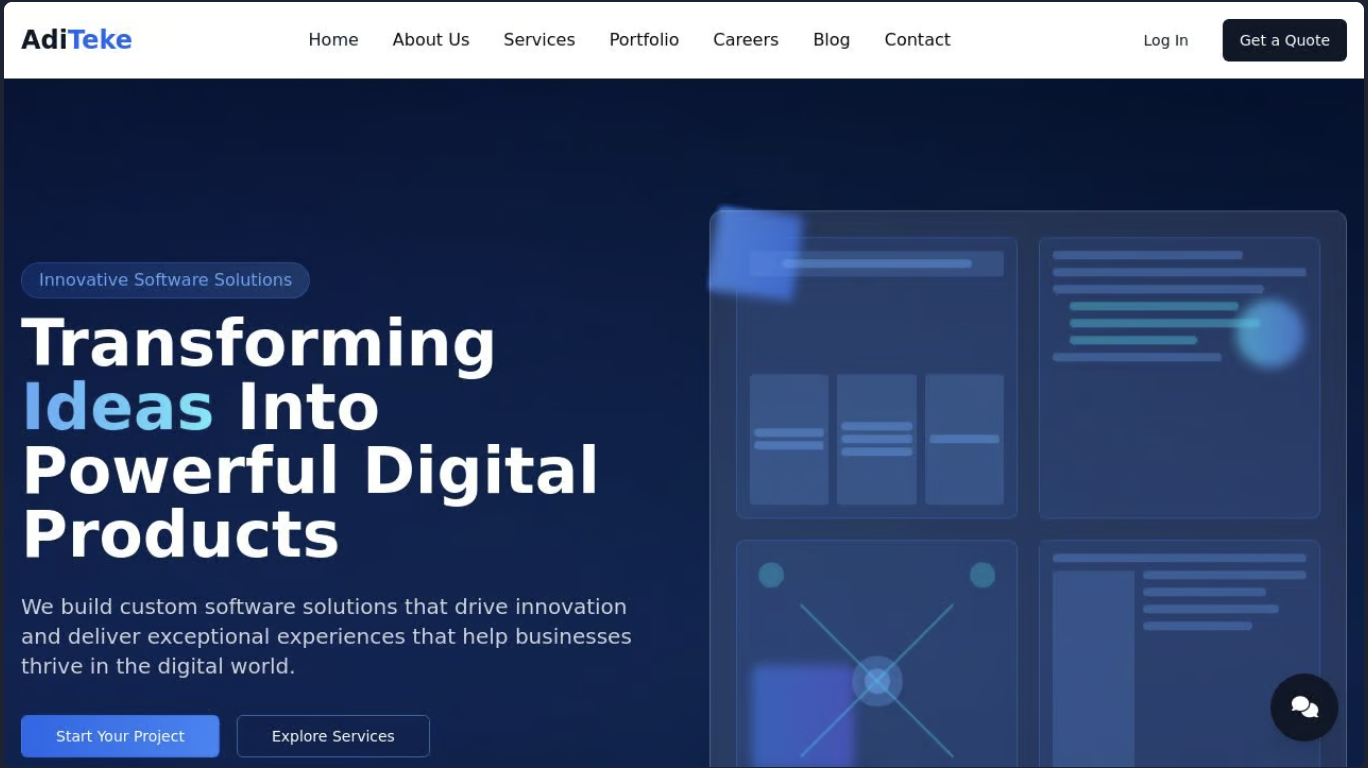 AdiTeke
Home About Us Services Portfolio Careers Blog Contact Log In Get a Quote
Innovative Software Solutions
Transforming
Ideas Into
Powerful Digital
Products
We build custom software solutions that drive innovation
and deliver exceptional experiences that help businesses
thrive in the digital world.
Start Your Project Explore Services